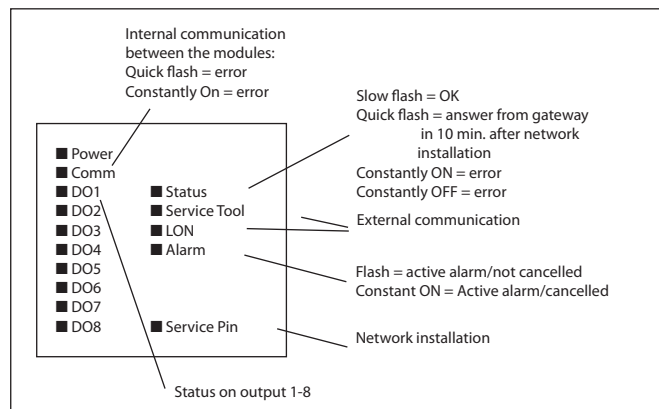 Internal communication
between the modules:
Quick flash = error
Constantly On = error
Slow flash = OK
Quick flash = answer from gateway
in 10 min. after network
installation
Constantly ON = error
Constantly OFF = error
External communication
Flash = active alarm/not cancelled
Constant ON = Active alarm/cancelled
Network installation
■ Power
■ Comm
■ DO1
■ DO2
■ DO3
■ DO4
■ DO5
■ DO6
■ DO7
■ DO8
■ Status
■ Service Tool
■ LON
■ Alarm
■ Service Pin
Status on output 1-8